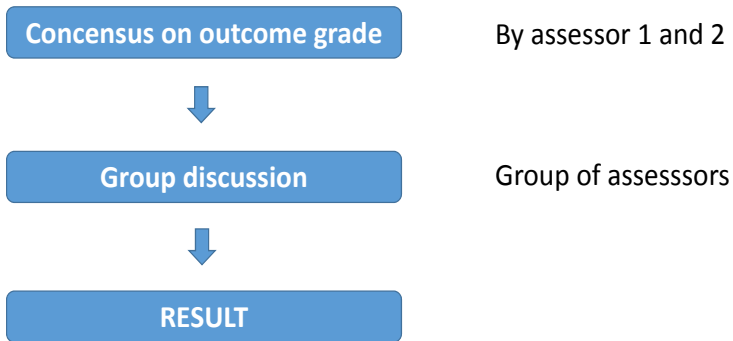 Concensus on outcome grade
By assessor 1 and 2
Group discussion
Group of assesssors
RESULT